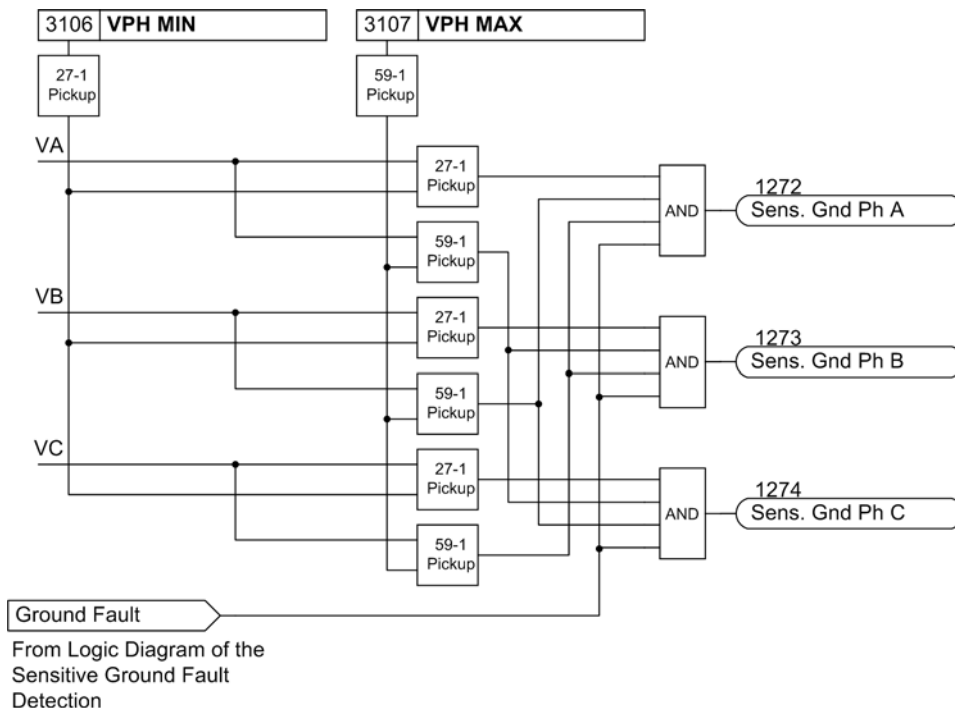 3106 VPH MIN
3107 VPH MAX
27-1
Pickup
59-1
Pickup
VA
27-1
Pickup
AND
1272
Sens. Gnd Ph A
59-1
Pickup
VB
27-1
Pickup
AND
1273
Sens. Gnd Ph B
59-1
Pickup
VC
27-1
Pickup
AND
1274
Sens. Gnd Ph C
59-1
Pickup
Ground Fault
From Logic Diagram of the
Sensitive Ground Fault
Detection